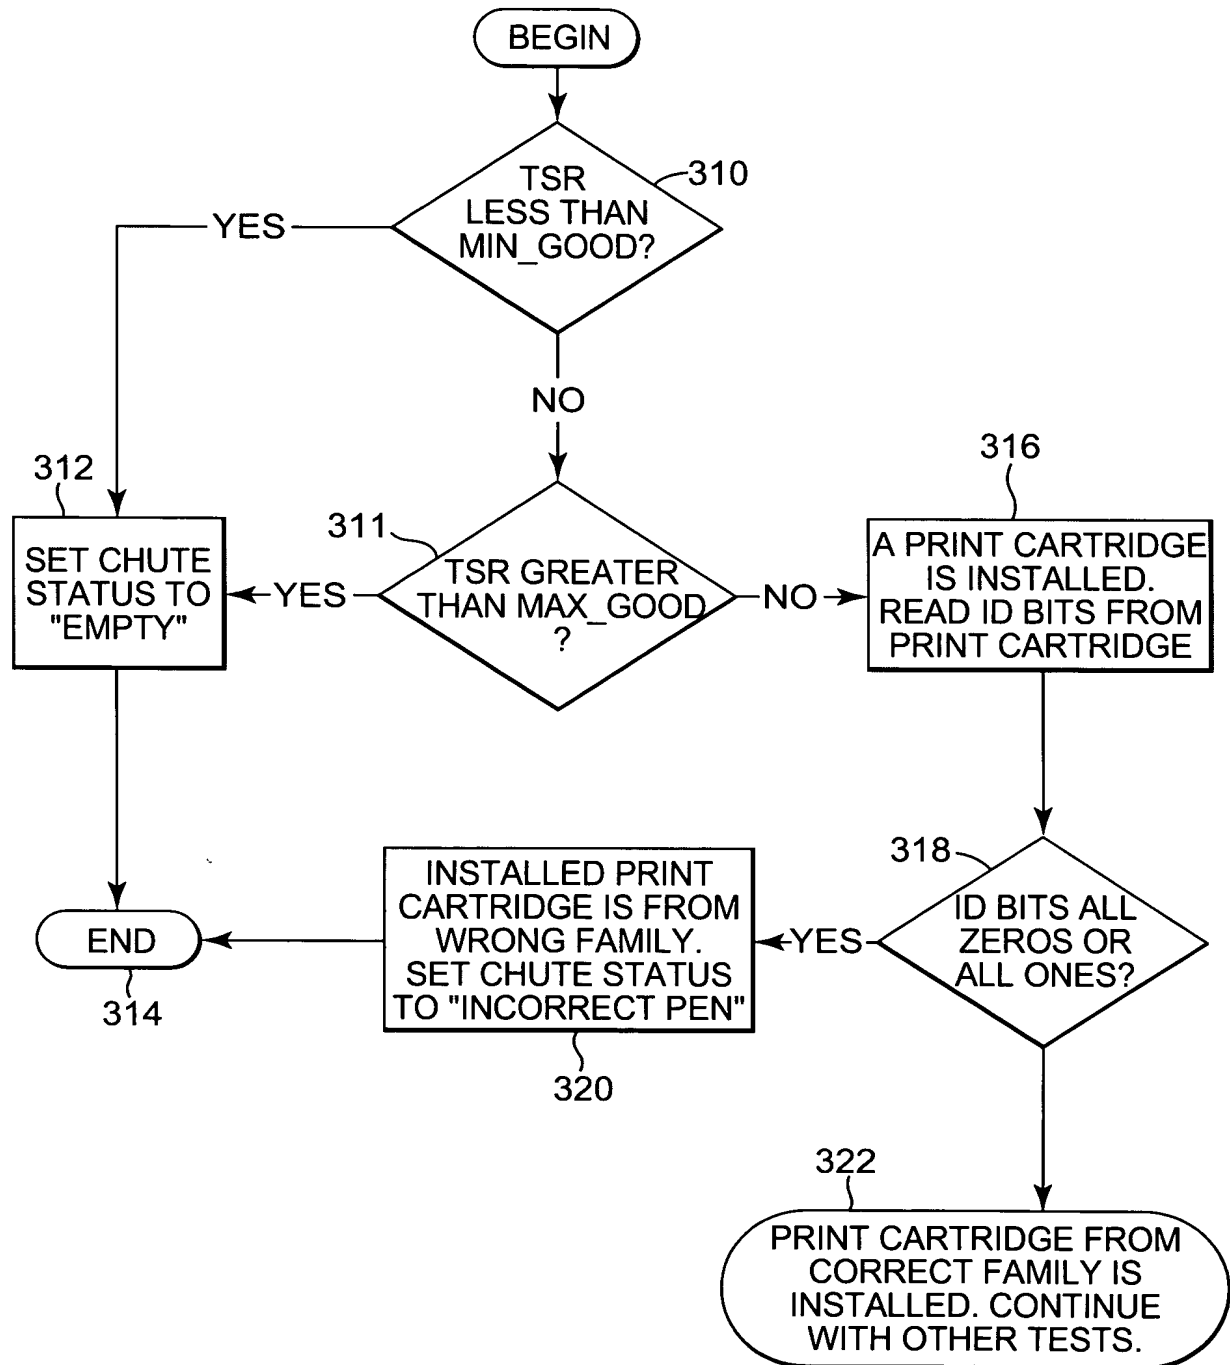 BEGIN
310
TSR
LESS THAN
MIN_GOOD?
YES
NO
312
SET CHUTE
STATUS TO
"EMPTY"
311
TSR GREATER
THAN MAX_GOOD
?
YES
NO
316
A PRINT CARTRIDGE
IS INSTALLED.
READ ID BITS FROM
PRINT CARTRIDGE
318
ID BITS ALL
ZEROS OR
ALL ONES?
YES
INSTALLED PRINT
CARTRIDGE IS FROM
WRONG FAMILY.
SET CHUTE STATUS
TO "INCORRECT PEN"
320
END
314
322
PRINT CARTRIDGE FROM
CORRECT FAMILY IS
INSTALLED. CONTINUE
WITH OTHER TESTS.